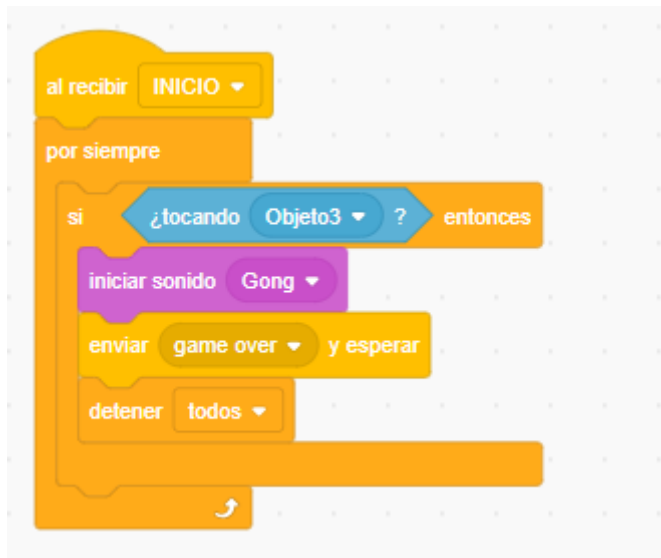 al recibir INICIO
por siempre
si ¿tocando Objeto3 ? entonces
iniciar sonido Gong
enviar game over y esperar
detener todos